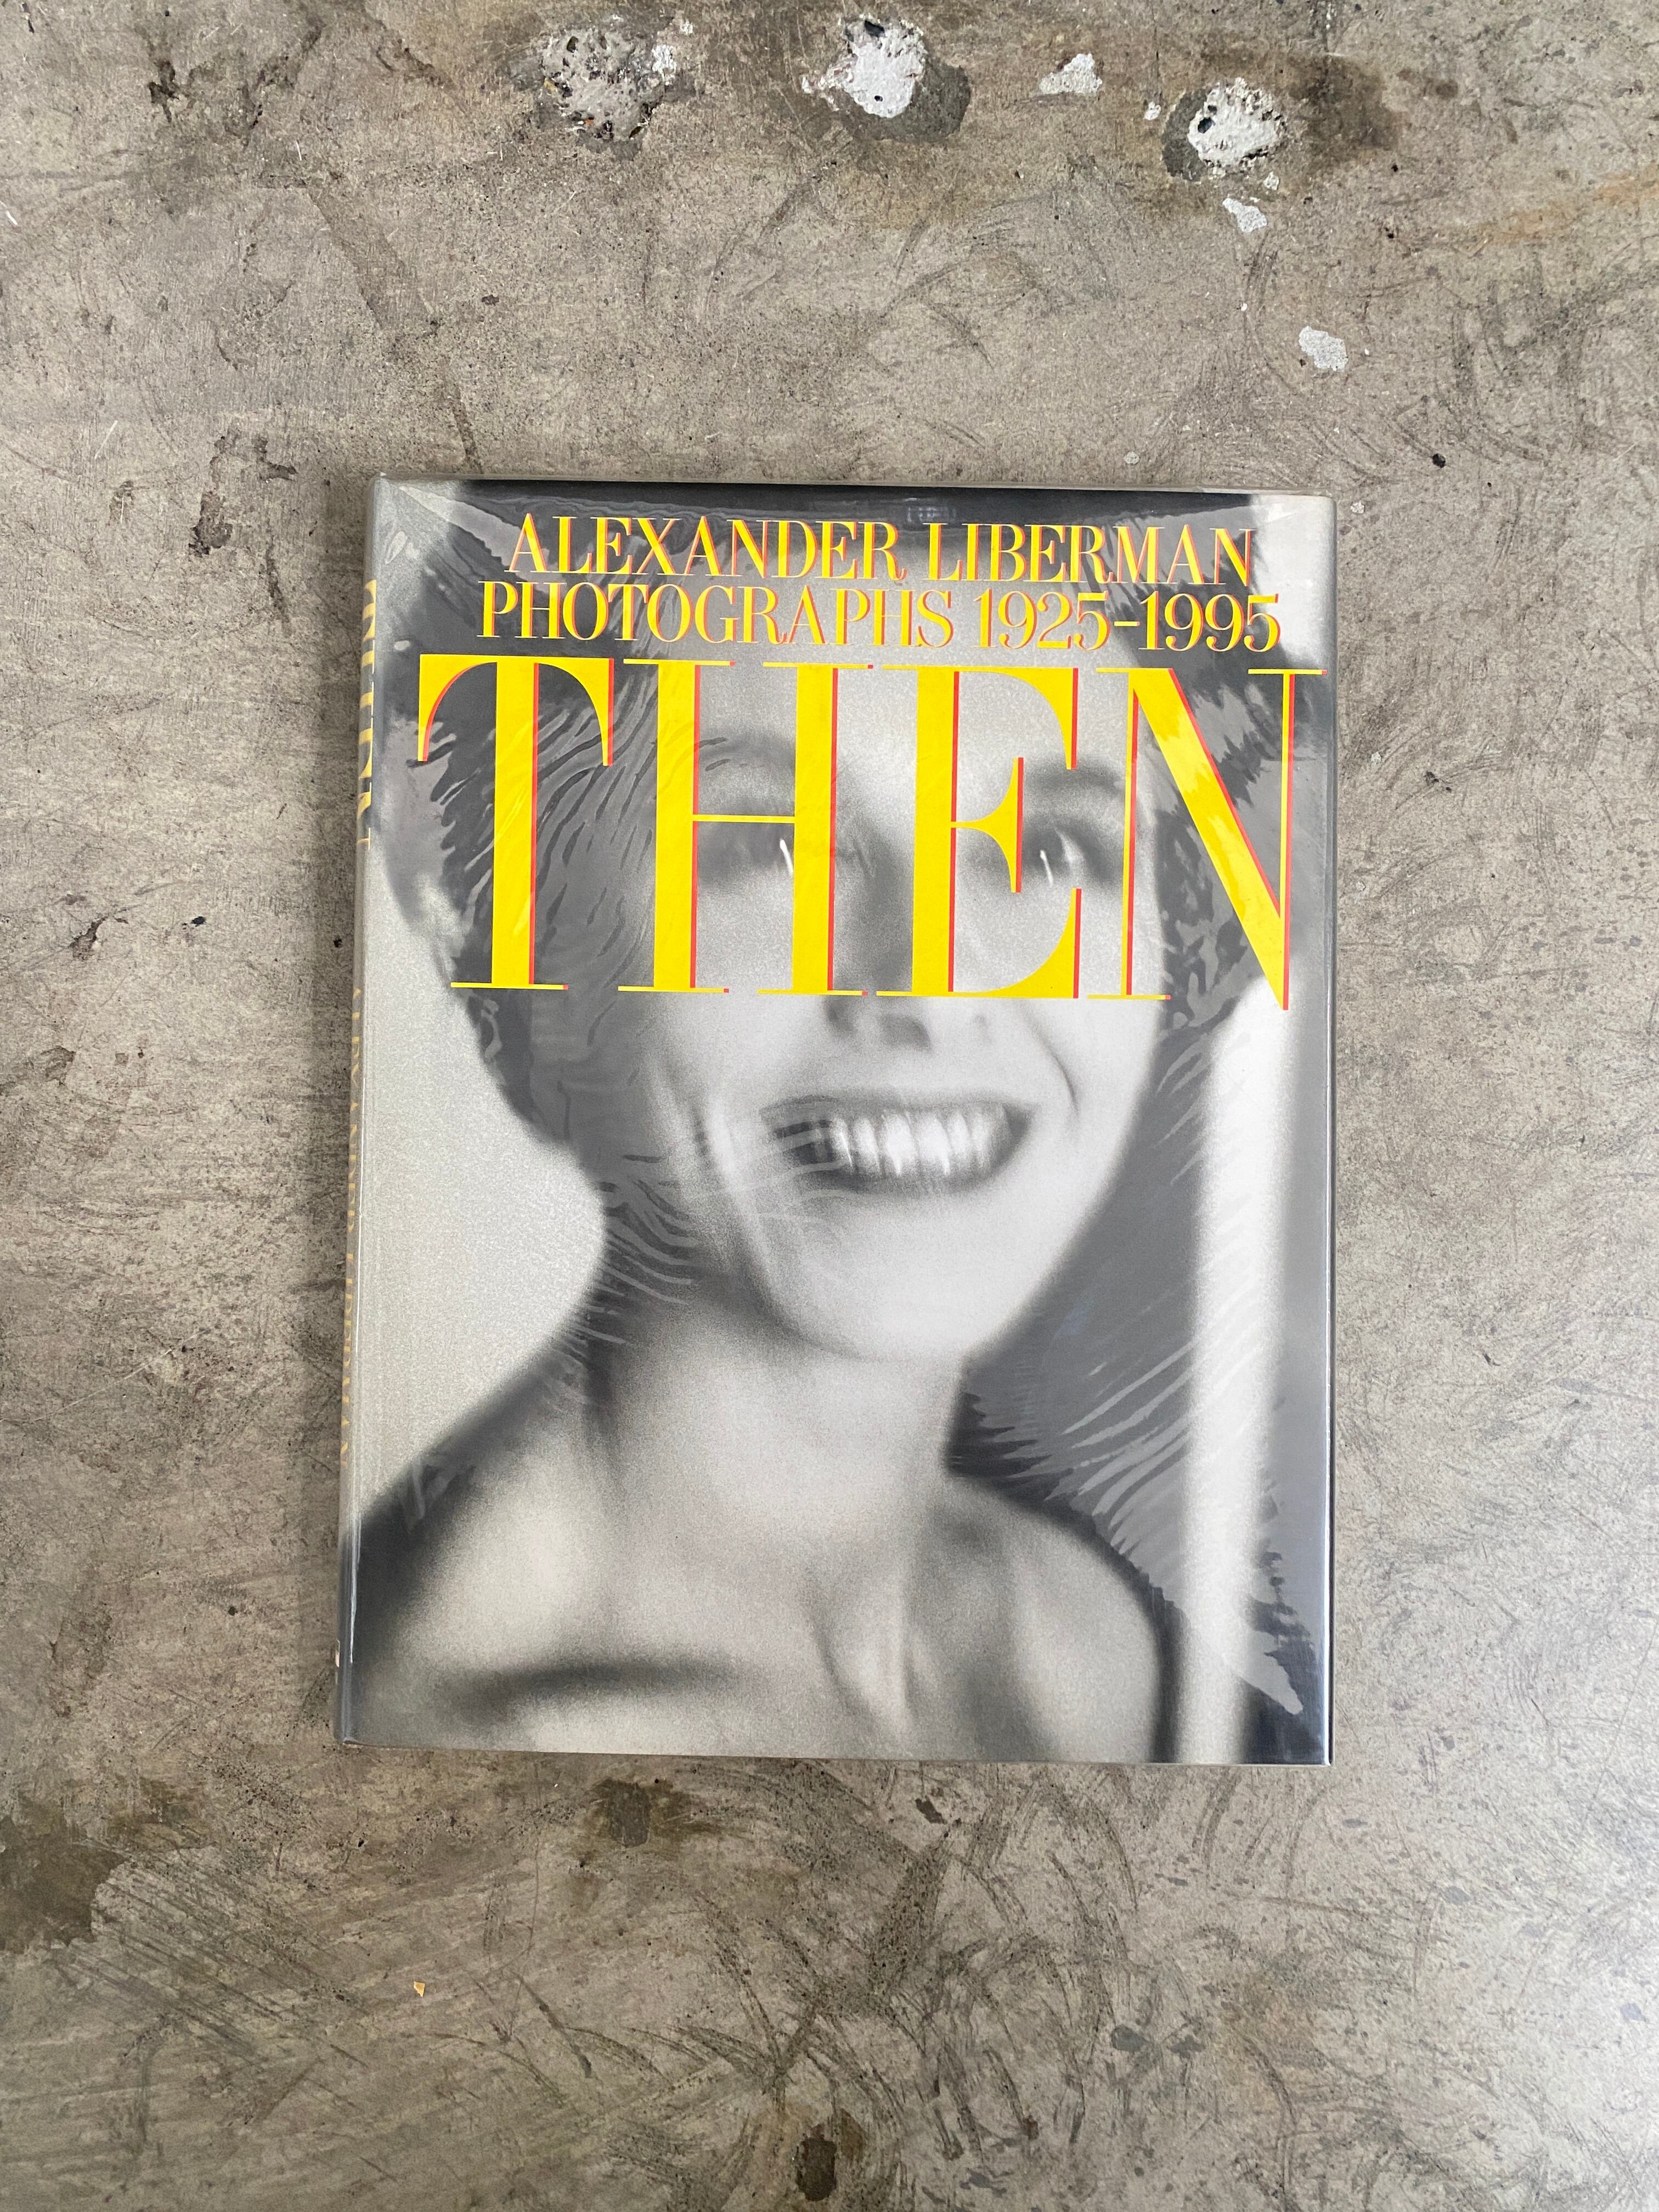 ALEXANDER LIBERMAN
PHOTOGRAPHS 1925-1995
THEN